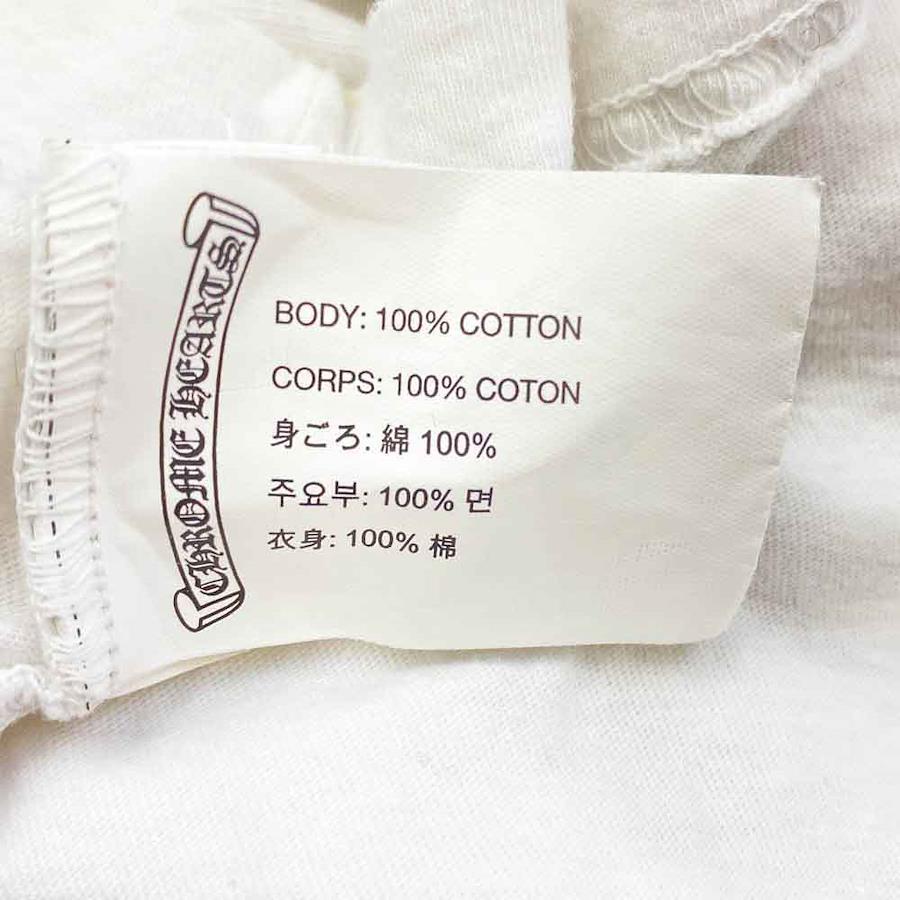 CHROME HEARTS
BODY: 100% COTTON
CORPS: 100% COTON
身ごろ: 綿 100%
주요부: 100% 면
衣身: 100% 棉